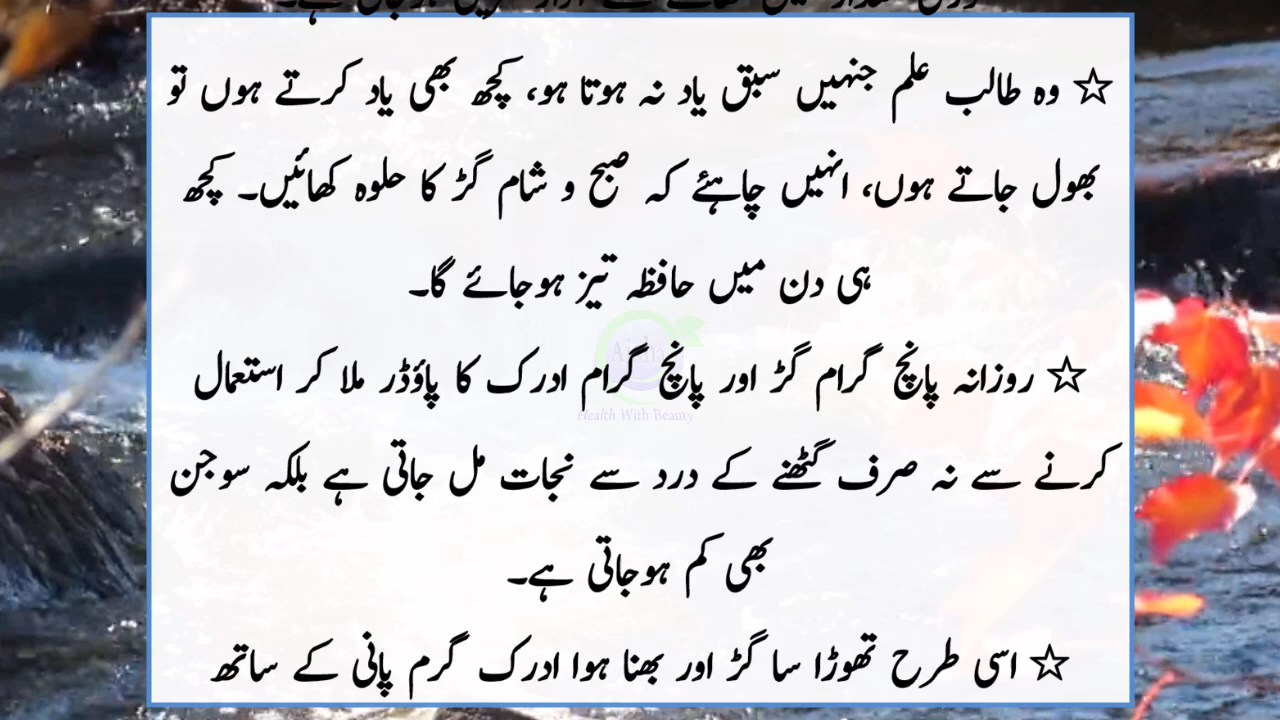 ☆ وہ طالب علم جنہیں سبق یاد نہ ہوتا ہو، کچھ بھی یاد کرتے ہوں تو
بھول جاتے ہوں، انہیں چاہئے کہ صبح و شام گڑ کا حلوہ کھائیں۔ کچھ
ہی دن میں حافظہ تیز ہوجائے گا۔
☆ روزانہ پانچ گرام گڑ اور پانچ گرام ادرک کا پاؤڈر ملا کر استعمال
Health With Beauty
کرنے سے نہ صرف گٹھنے کے درد سے نجات مل جاتی ہے بلکہ سوجن
بھی کم ہوجاتی ہے۔
☆ اسی طرح تھوڑا سا گڑ اور بھنا ہوا ادرک گرم پانی کے ساتھ